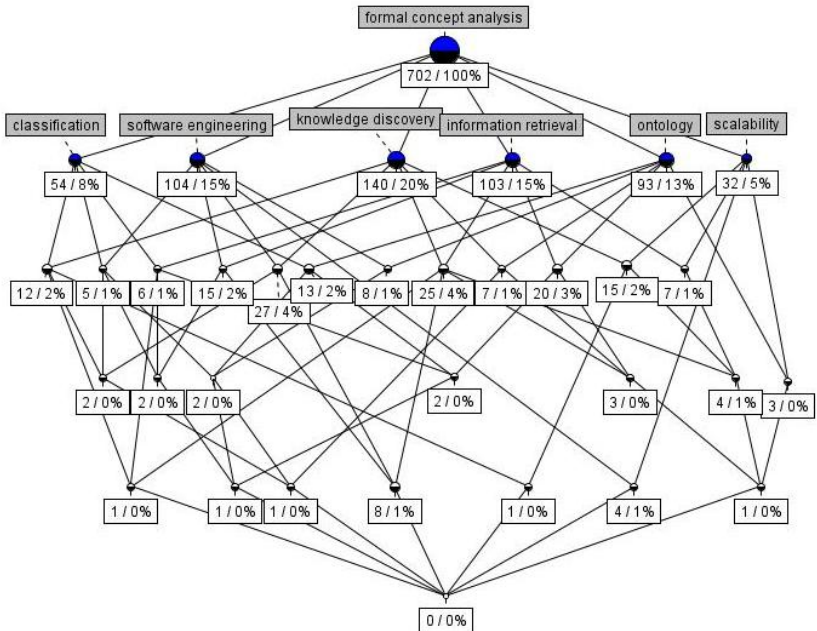 formal concept analysis
702 / 100%
classification
software engineering
knowledge discovery
information retrieval
ontology
scalability
54 / 8%
104 / 15%
140 / 20%
103 / 15%
93 / 13%
32 / 5%
12 / 2%
5 / 1%
6 / 1%
15 / 2%
27 / 4%
13 / 2%
8 / 1%
25 / 4%
7 / 1%
20 / 3%
15 / 2%
7 / 1%
2 / 0%
2 / 0%
2 / 0%
2 / 0%
3 / 0%
4 / 1%
3 / 0%
1 / 0%
1 / 0%
1 / 0%
8 / 1%
1 / 0%
4 / 1%
1 / 0%
0 / 0%